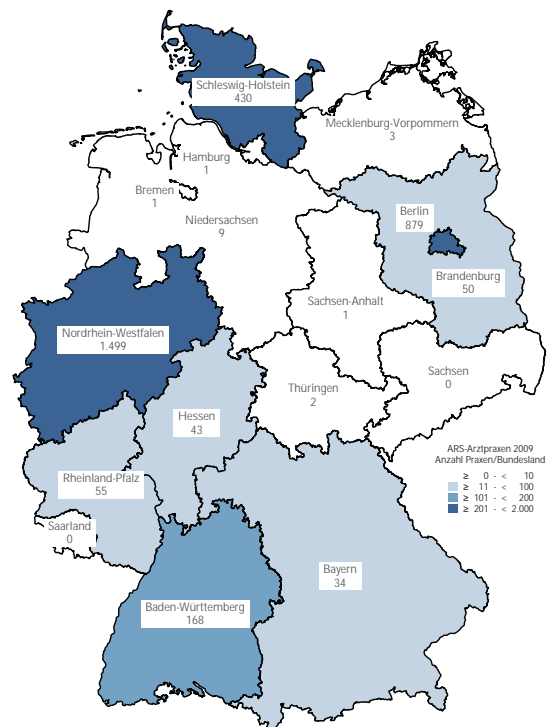 Schleswig-Holstein
430
Mecklenburg-Vorpommern
3
Hamburg
1
Bremen
1
Niedersachsen
9
Berlin
879
Brandenburg
50
Sachsen-Anhalt
1
Nordrhein-Westfalen
1.499
Sachsen
0
Thüringen
2
Hessen
43
Rheinland-Pfalz
55
Saarland
0
Bayern
34
Baden-Württemberg
168
ARS-Arztpraxen 2009
Anzahl Praxen/Bundesland
≥ 0 - < 10
≥ 11 - < 100
≥ 101 - < 200
≥ 201 - < 2.000